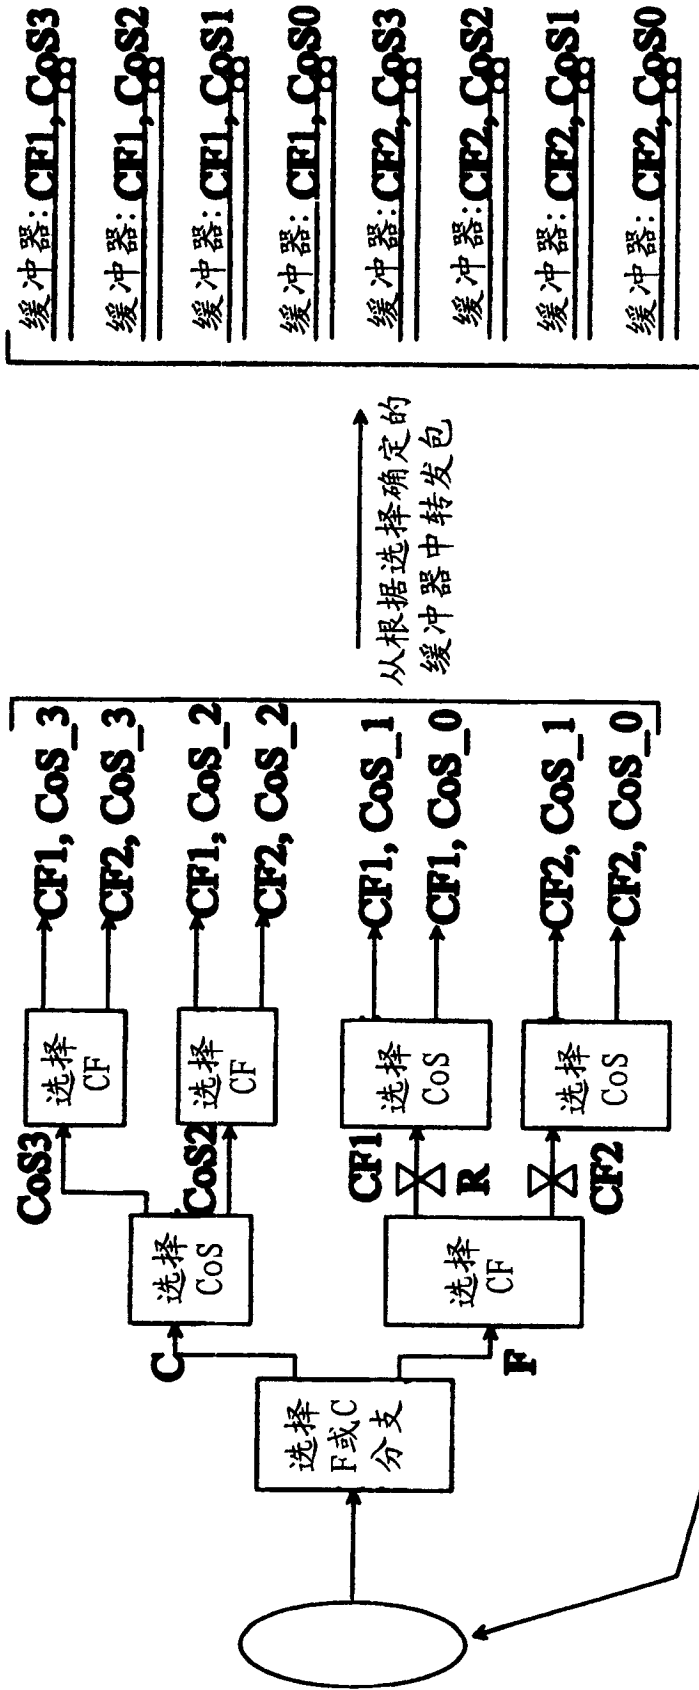 选择
F或C
分支
C
F
选择
CoS
选择
CF
CoS3
CoS2
CF1
R
CF2
选择
CF
选择
CF
选择
CoS
选择
CoS
CF1, CoS_3
CF2, CoS_3
CF1, CoS_2
CF2, CoS_2
CF1, CoS_1
CF1, CoS_0
CF2, CoS_1
CF2, CoS_0
从根据选择确定的
缓冲器中转发包
缓冲器: CF1, CoS3
缓冲器: CF1, CoS2
缓冲器: CF1, CoS1
缓冲器: CF1, CoS0
缓冲器: CF2, CoS3
缓冲器: CF2, CoS2
缓冲器: CF2, CoS1
缓冲器: CF2, CoS0